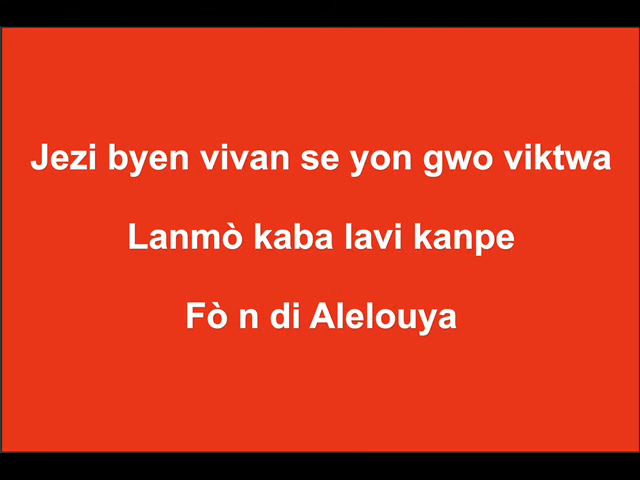 Jezi byen vivan se yon gwo viktwa
Lanmò kaba lavi kanpe
Fò n di Alelouya